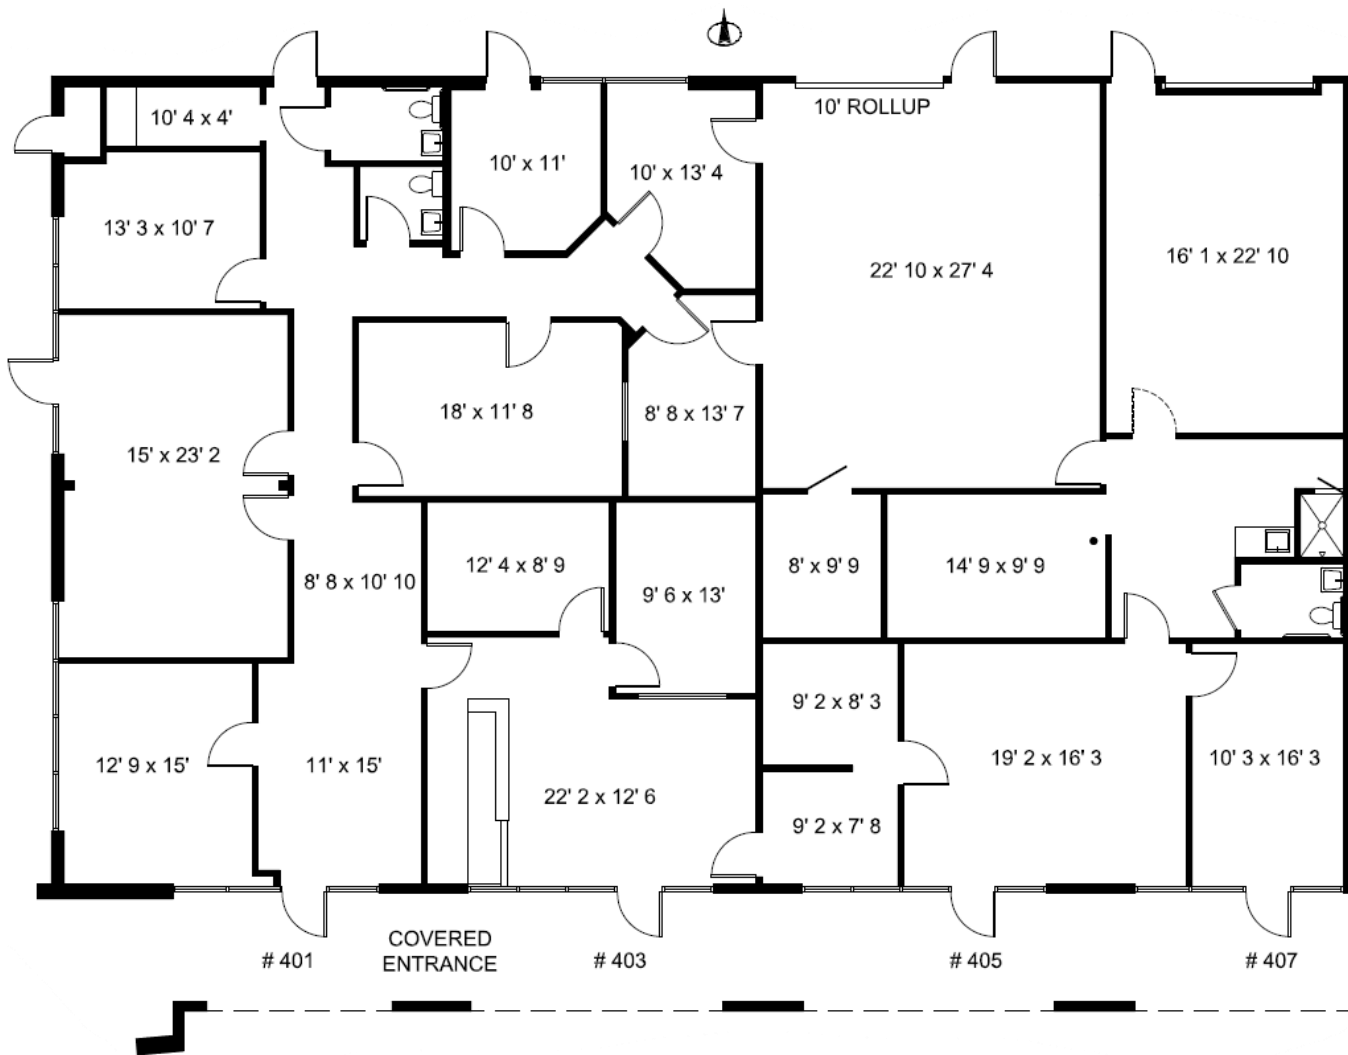 10' ROLLUP
10' 4 x 4'
10' x 11'
10' x 13' 4
13' 3 x 10' 7
16' 1 x 22' 10
22' 10 x 27' 4
18' x 11' 8
8' 8 x 13' 7
15' x 23' 2
12' 4 x 8' 9
8' x 9' 9
14' 9 x 9' 9
8' 8 x 10' 10
9' 6 x 13'
9' 2 x 8' 3
19' 2 x 16' 3
10' 3 x 16' 3
12' 9 x 15'
11' x 15'
22' 2 x 12' 6
9' 2 x 7' 8
COVERED
ENTRANCE
# 401
# 403
# 405
# 407